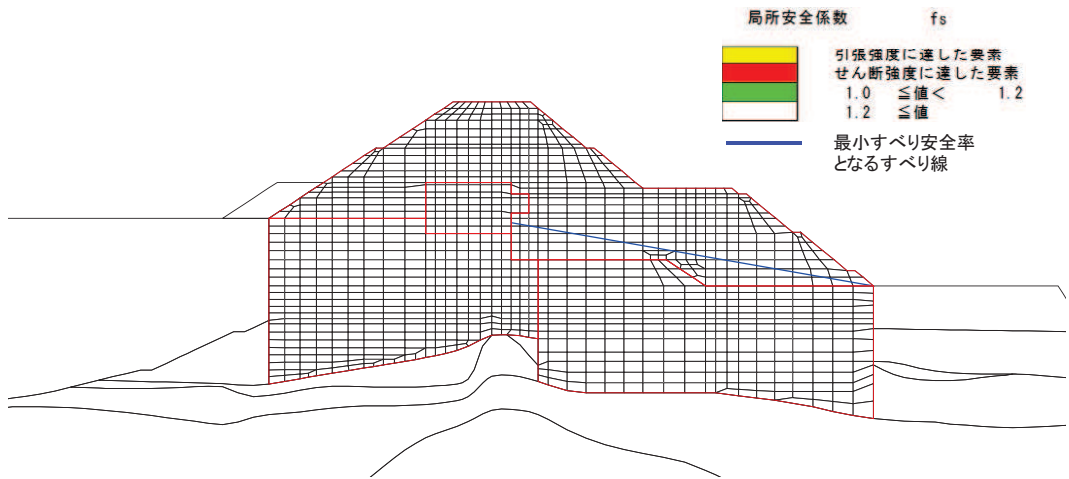 局所安全係数 fs
引張強度に達した要素
せん断強度に達した要素
1.0 ≦値< 1.2
1.2 ≦値
最小すべり安全率
となるすべり線